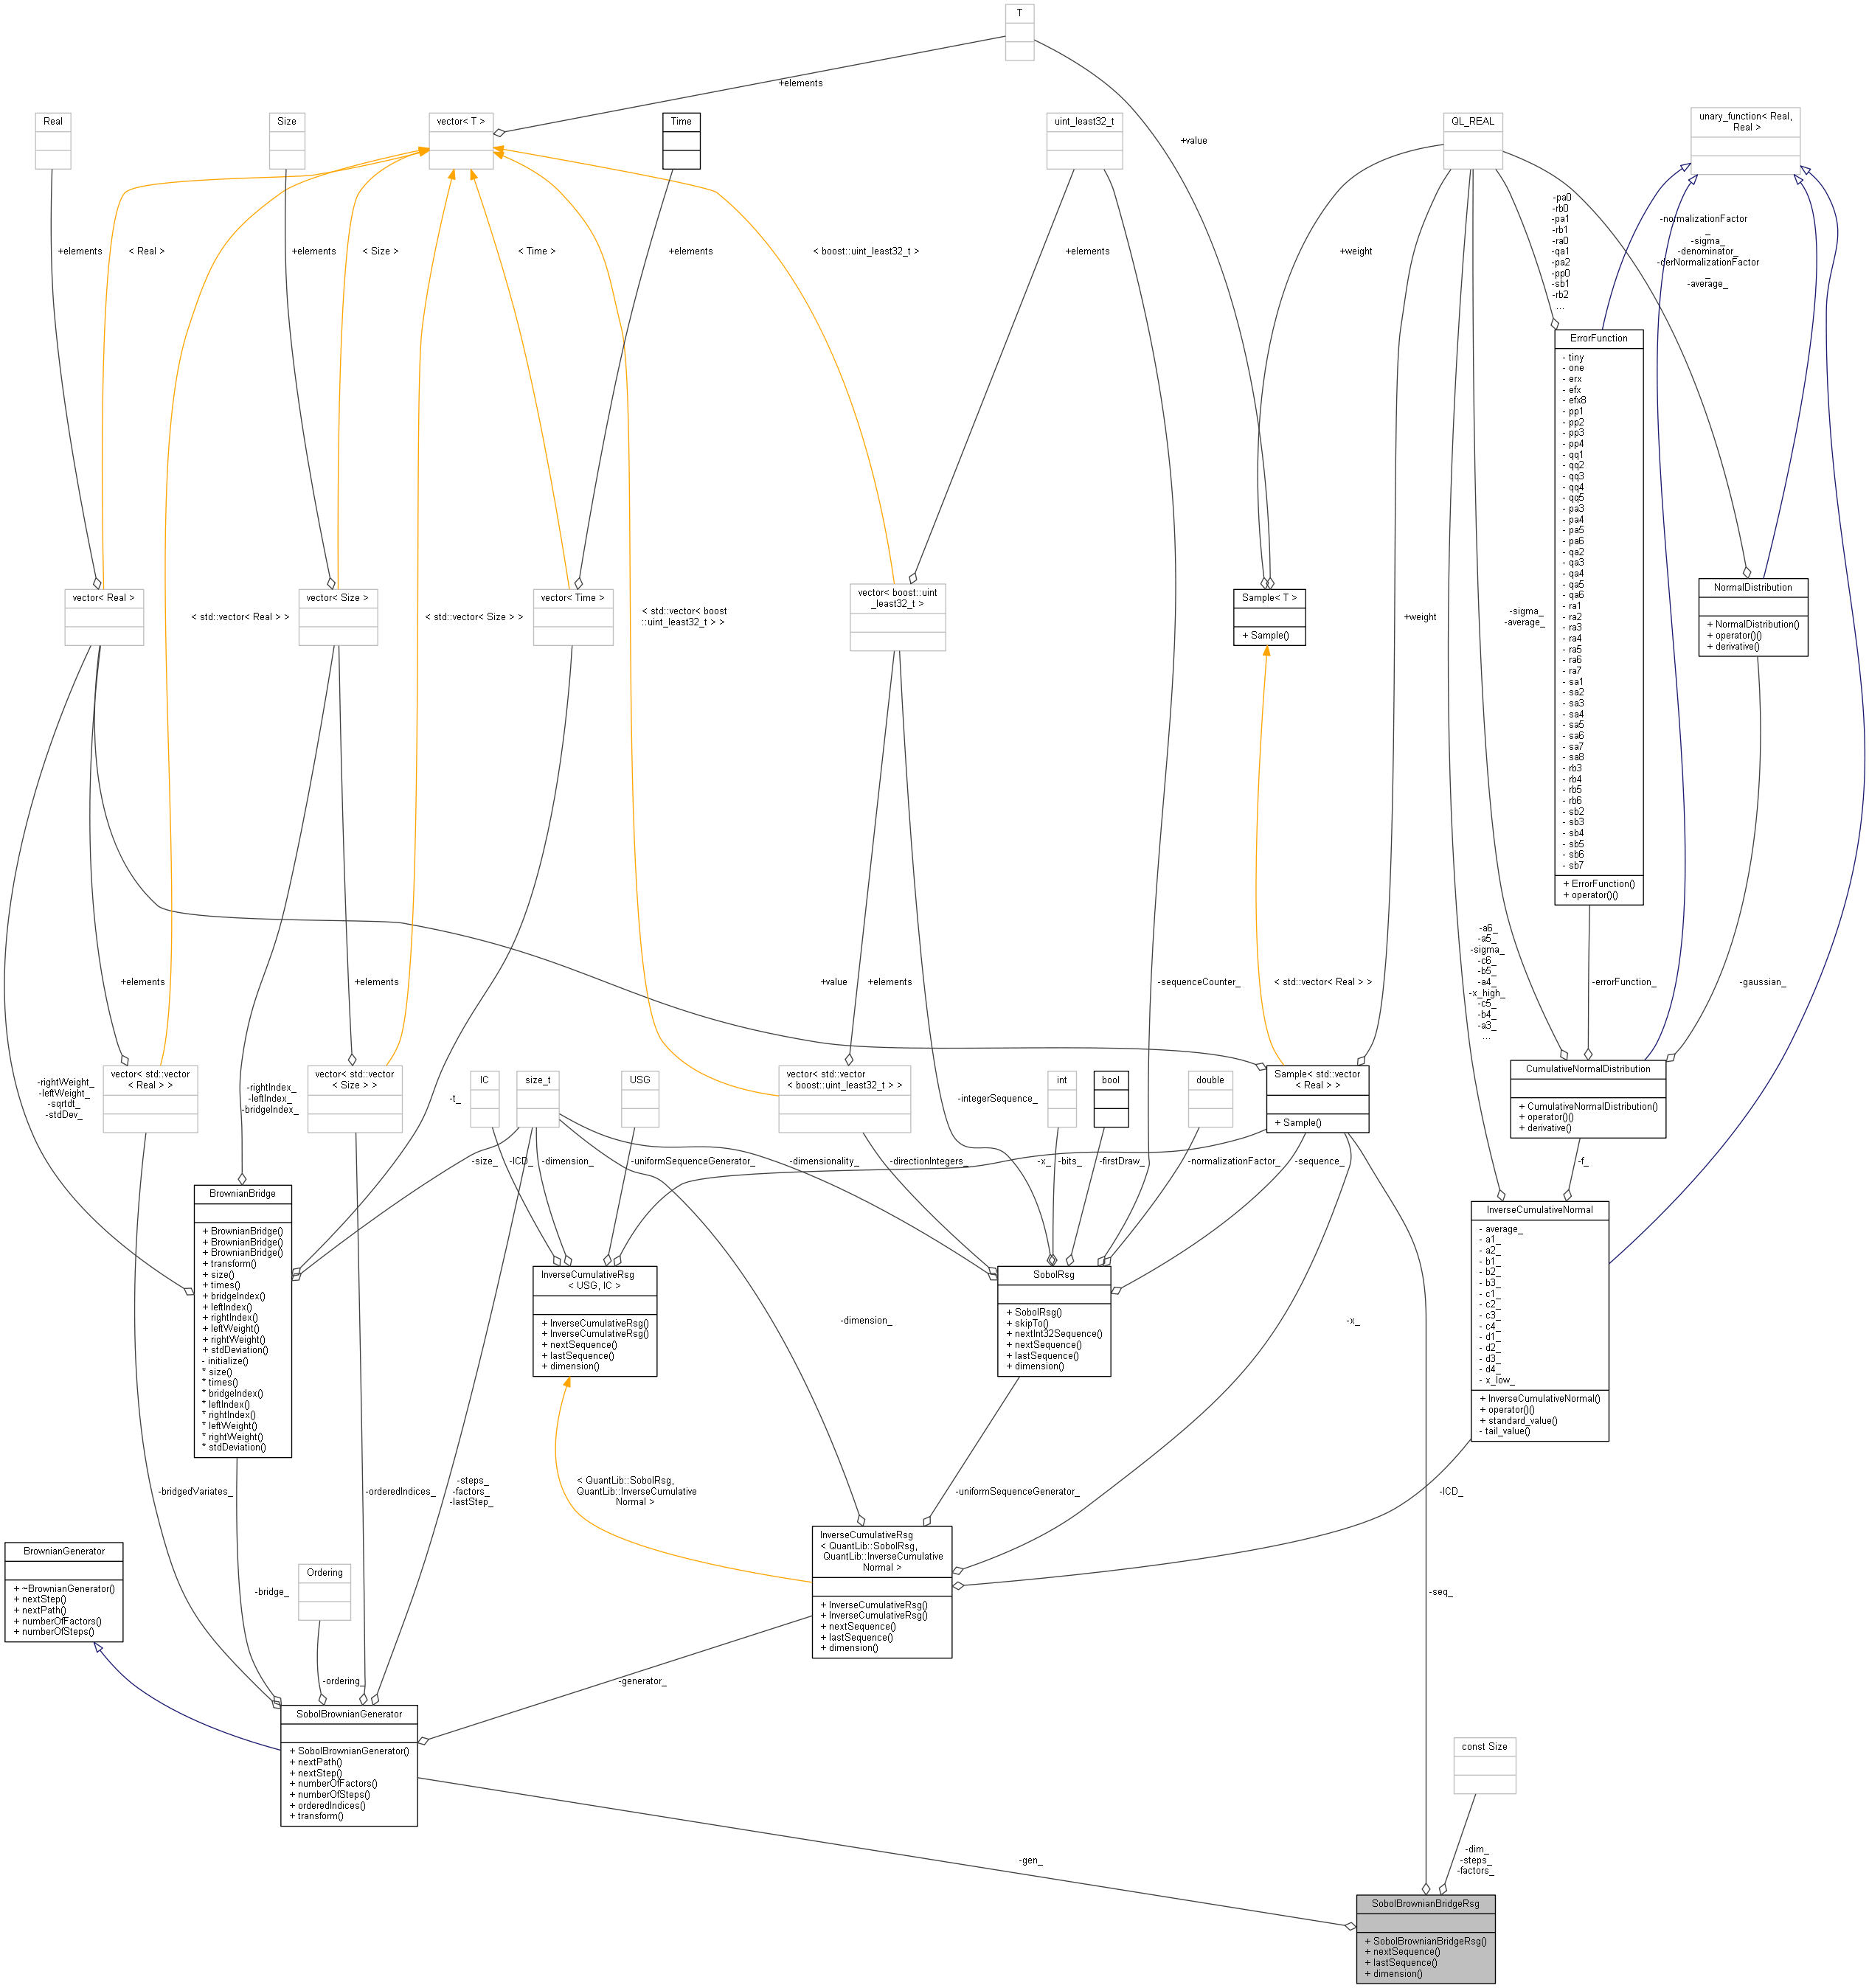 T
+elements
+value
Real
Size
vector< T >
Time
uint_least32_t
QL_REAL
unary_function< Real,
Real >
+elements
< Real >
+elements
< Size >
< Time >
+elements
< boost::uint_least32_t >
+elements
+weight
-pa0
-rb0
-pa1
-rb1
-ra0
-qa1
-pa2
-pp0
-sb1
-rb2
...
-normalizationFactor
_
-sigma_
-denominator_
-derNormalizationFactor
_
-average_
ErrorFunction
- tiny
- one
- erx
- efx
- efx8
- pp1
- pp2
- pp3
- pp4
- qq1
- qq2
- qq3
- qq4
- qq5
- pa3
- pa4
- pa5
- pa6
- qa2
- qa3
- qa4
- qa5
- qa6
- ra1
- ra2
- ra3
- ra4
- ra5
- ra6
- ra7
- sa1
- sa2
- sa3
- sa4
- sa5
- sa6
- sa7
- sa8
- rb3
- rb4
- rb5
- rb6
- sb2
- sb3
- sb4
- sb5
- sb6
- sb7
+ ErrorFunction()
+ operator()()
vector< Real >
< std::vector< Real > >
vector< Size >
< std::vector< Size > >
vector< Time >
< std::vector< boost
::uint_least32_t > >
vector< boost::uint
_least32_t >
Sample< T >
+ Sample()
+weight
-sigma_
-average_
NormalDistribution
+ NormalDistribution()
+ operator()()
+ derivative()
+elements
+elements
+value
+elements
-sequenceCounter_
< std::vector< Real > >
-a6_
-a5_
-sigma_
-c6_
-b5_
-a4_
-x_high_
-c5_
-b4_
-a3_
...
-errorFunction_
-gaussian_
-rightWeight_
-leftWeight_
-sqrtdt_
-stdDev_
vector< std::vector
< Real > >
-rightIndex_
-leftIndex_
-bridgeIndex_
vector< std::vector
< Size > >
-t_
IC
size_t
USG
vector< std::vector
< boost::uint_least32_t > >
-integerSequence_
int
bool
double
Sample< std::vector
< Real > >
+ Sample()
CumulativeNormalDistribution
+ CumulativeNormalDistribution()
+ operator()()
+ derivative()
-size_
-ICD_
-dimension_
-uniformSequenceGenerator_
-dimensionality_
-directionIntegers_
-x_
-bits_
-firstDraw_
-normalizationFactor_
-sequence_
-f_
BrownianBridge
+ BrownianBridge()
+ BrownianBridge()
+ BrownianBridge()
+ transform()
+ size()
+ times()
+ bridgeIndex()
+ leftIndex()
+ rightIndex()
+ leftWeight()
+ rightWeight()
+ stdDeviation()
- initialize()
* size()
* times()
* bridgeIndex()
* leftIndex()
* rightIndex()
* leftWeight()
* rightWeight()
* stdDeviation()
InverseCumulativeRsg
< USG, IC >
+ InverseCumulativeRsg()
+ InverseCumulativeRsg()
+ nextSequence()
+ lastSequence()
+ dimension()
-dimension_
SobolRsg
+ SobolRsg()
+ skipTo()
+ nextInt32Sequence()
+ nextSequence()
+ lastSequence()
+ dimension()
-x_
InverseCumulativeNormal
- average_
- a1_
- a2_
- b1_
- b2_
- b3_
- c1_
- c2_
- c3_
- c4_
- d1_
- d2_
- d3_
- d4_
- x_low_
+ InverseCumulativeNormal()
+ operator()()
+ standard_value()
- tail_value()
-bridgedVariates_
-orderedIndices_
-steps_
-factors_
-lastStep_
< QuantLib::SobolRsg,
QuantLib::InverseCumulative
Normal >
-uniformSequenceGenerator_
-ICD_
BrownianGenerator
+ ~BrownianGenerator()
+ nextStep()
+ nextPath()
+ numberOfFactors()
+ numberOfSteps()
-bridge_
Ordering
InverseCumulativeRsg
< QuantLib::SobolRsg,
QuantLib::InverseCumulative
Normal >
+ InverseCumulativeRsg()
+ InverseCumulativeRsg()
+ nextSequence()
+ lastSequence()
+ dimension()
-seq_
-ordering_
-generator_
SobolBrownianGenerator
+ SobolBrownianGenerator()
+ nextPath()
+ nextStep()
+ numberOfFactors()
+ numberOfSteps()
+ orderedIndices()
+ transform()
const Size
-gen_
-dim_
-steps_
-factors_
SobolBrownianBridgeRsg
+ SobolBrownianBridgeRsg()
+ nextSequence()
+ lastSequence()
+ dimension()